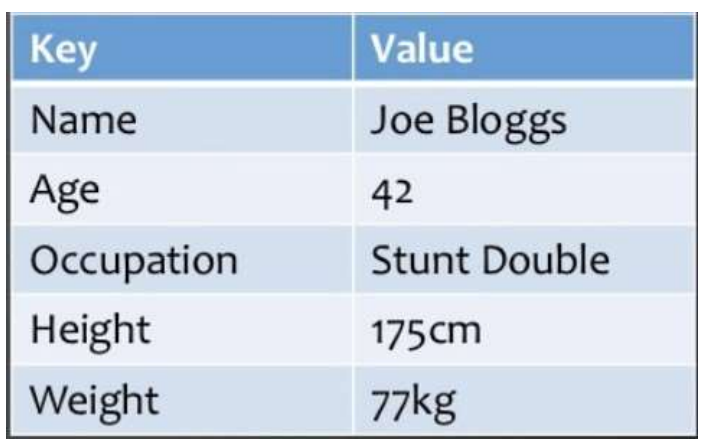 Key Value
Name Joe Bloggs
Age 42
Occupation Stunt Double
Height 175cm
Weight 77kg